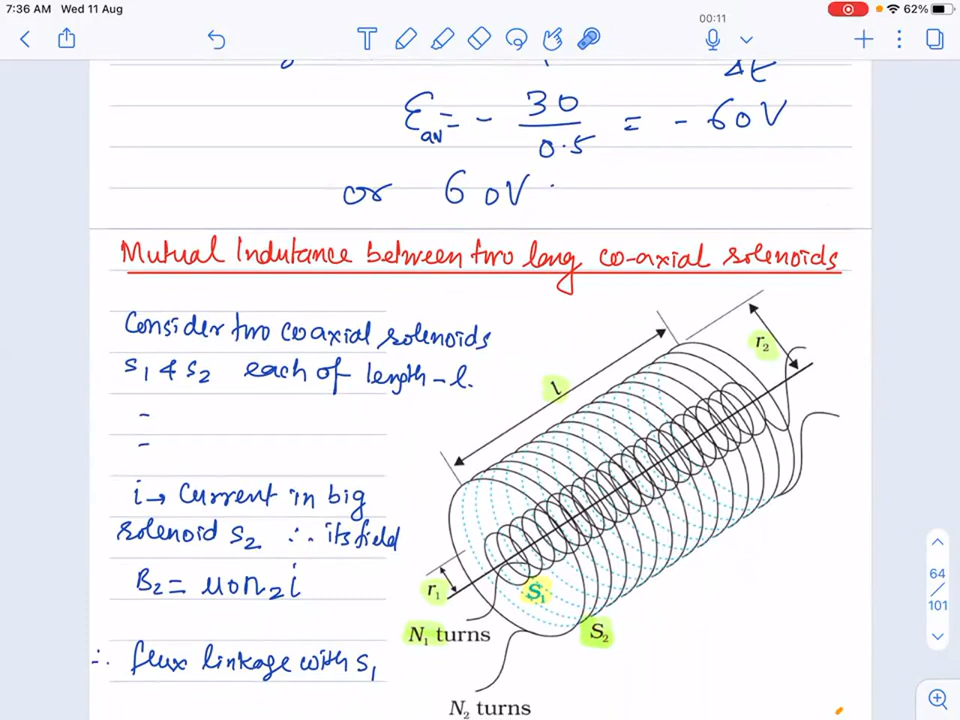 7:36 AM Wed 11 Aug
62%
00:11
Δt
Ɛav = - 30/0.5 = - 60V
or 60V.
Mutual Indutance between two long co-axial solenoids
Consider two coaxial solenoids
S1 & S2 each of length - l.
-
-
i → Current in big
solenoid S2 ∴ its field
B2 = μ0n2i
∴ flux linkage with S1
l
r2
r1
S1
N1 turns
S2
N2 turns
64
/
101